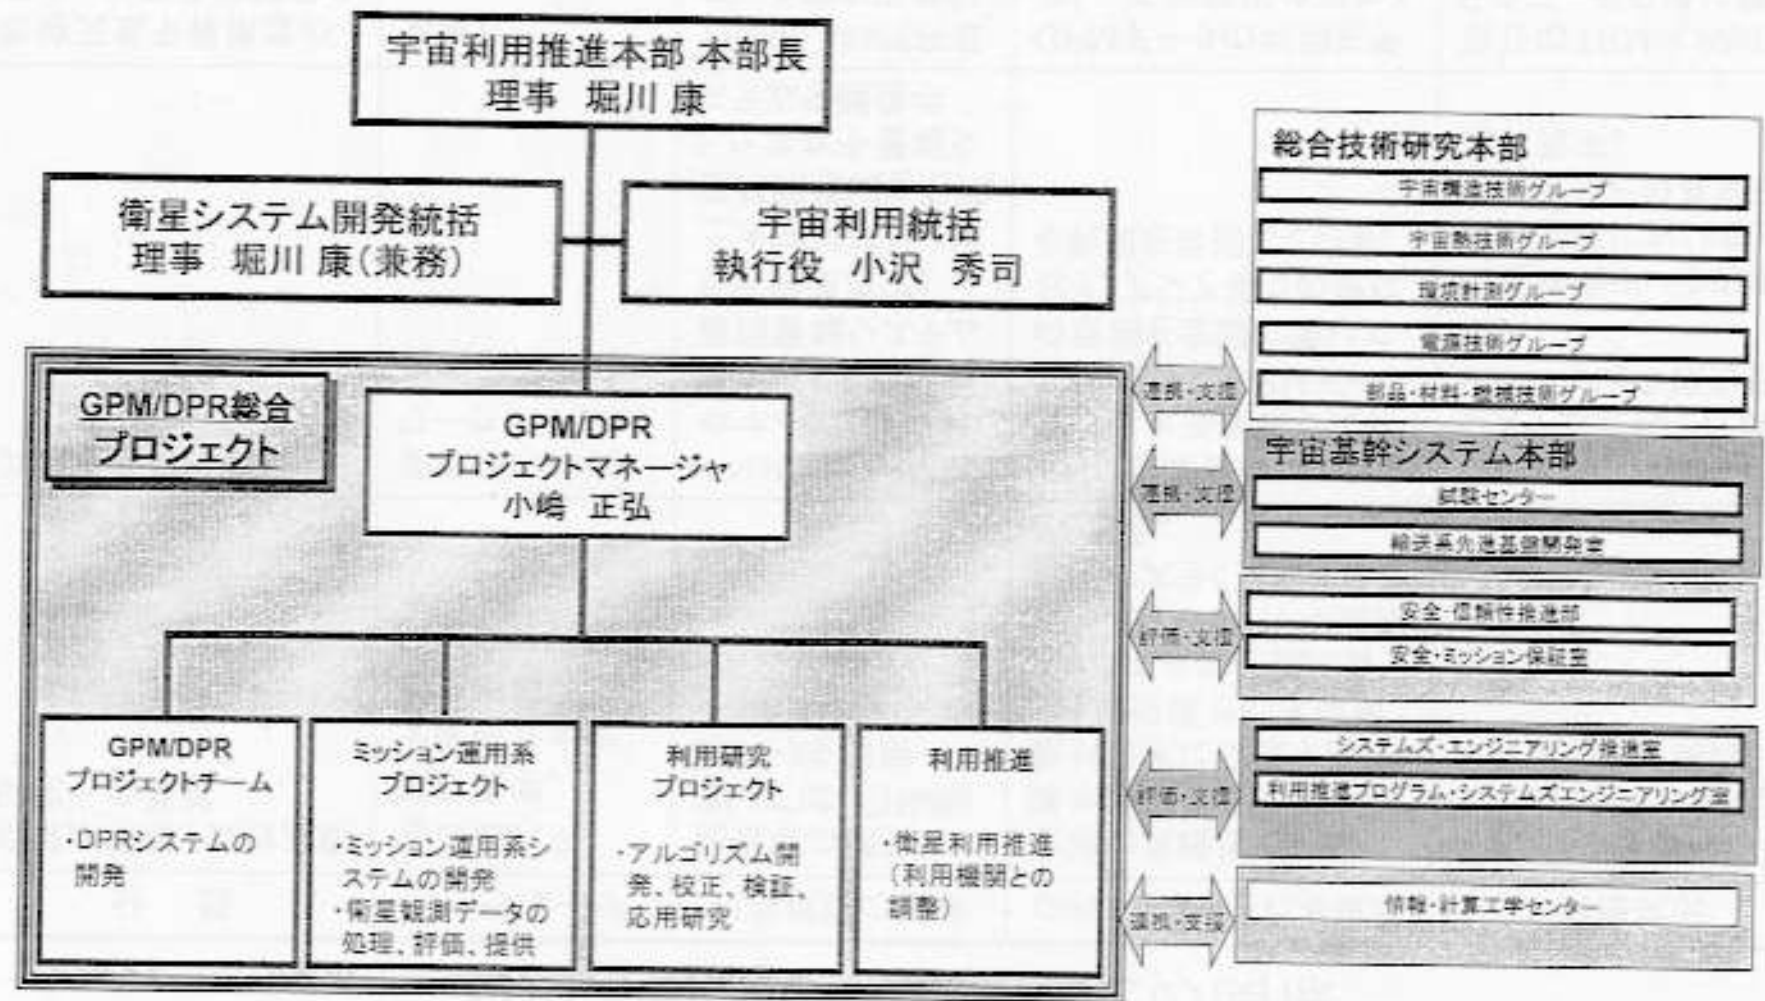 宇宙利用推進本部 本部長
理事 堀川 康
衛星システム開発統括
理事 堀川 康(兼務)
宇宙利用統括
執行役 小沢 秀司
GPM/DPR総合
プロジェクト
GPM/DPR
プロジェクトマネージャ
小嶋 正弘
GPM/DPR
プロジェクトチーム
・DPRシステムの
開発
ミッション運用系
プロジェクト
・ミッション運用系シ
ステムの開発
・衛星観測データの
処理、評価、提供
利用研究
プロジェクト
・アルゴリズム開
発、校正、検証、
応用研究
利用推進
・衛星利用推進
(利用機関との
調整)
連携・支援
連携・支援
評価・支援
評価・支援
連携・支援
総合技術研究本部
宇宙構造技術グループ
宇宙熱技術グループ
環境計測グループ
電源技術グループ
部品・材料・機械技術グループ
宇宙基幹システム本部
試験センター
輸送系先進基盤開発室
安全・信頼性推進部
安全・ミッション保証室
システムズ・エンジニアリング推進室
利用推進プログラム・システムズエンジニアリング室
情報・計算工学センター